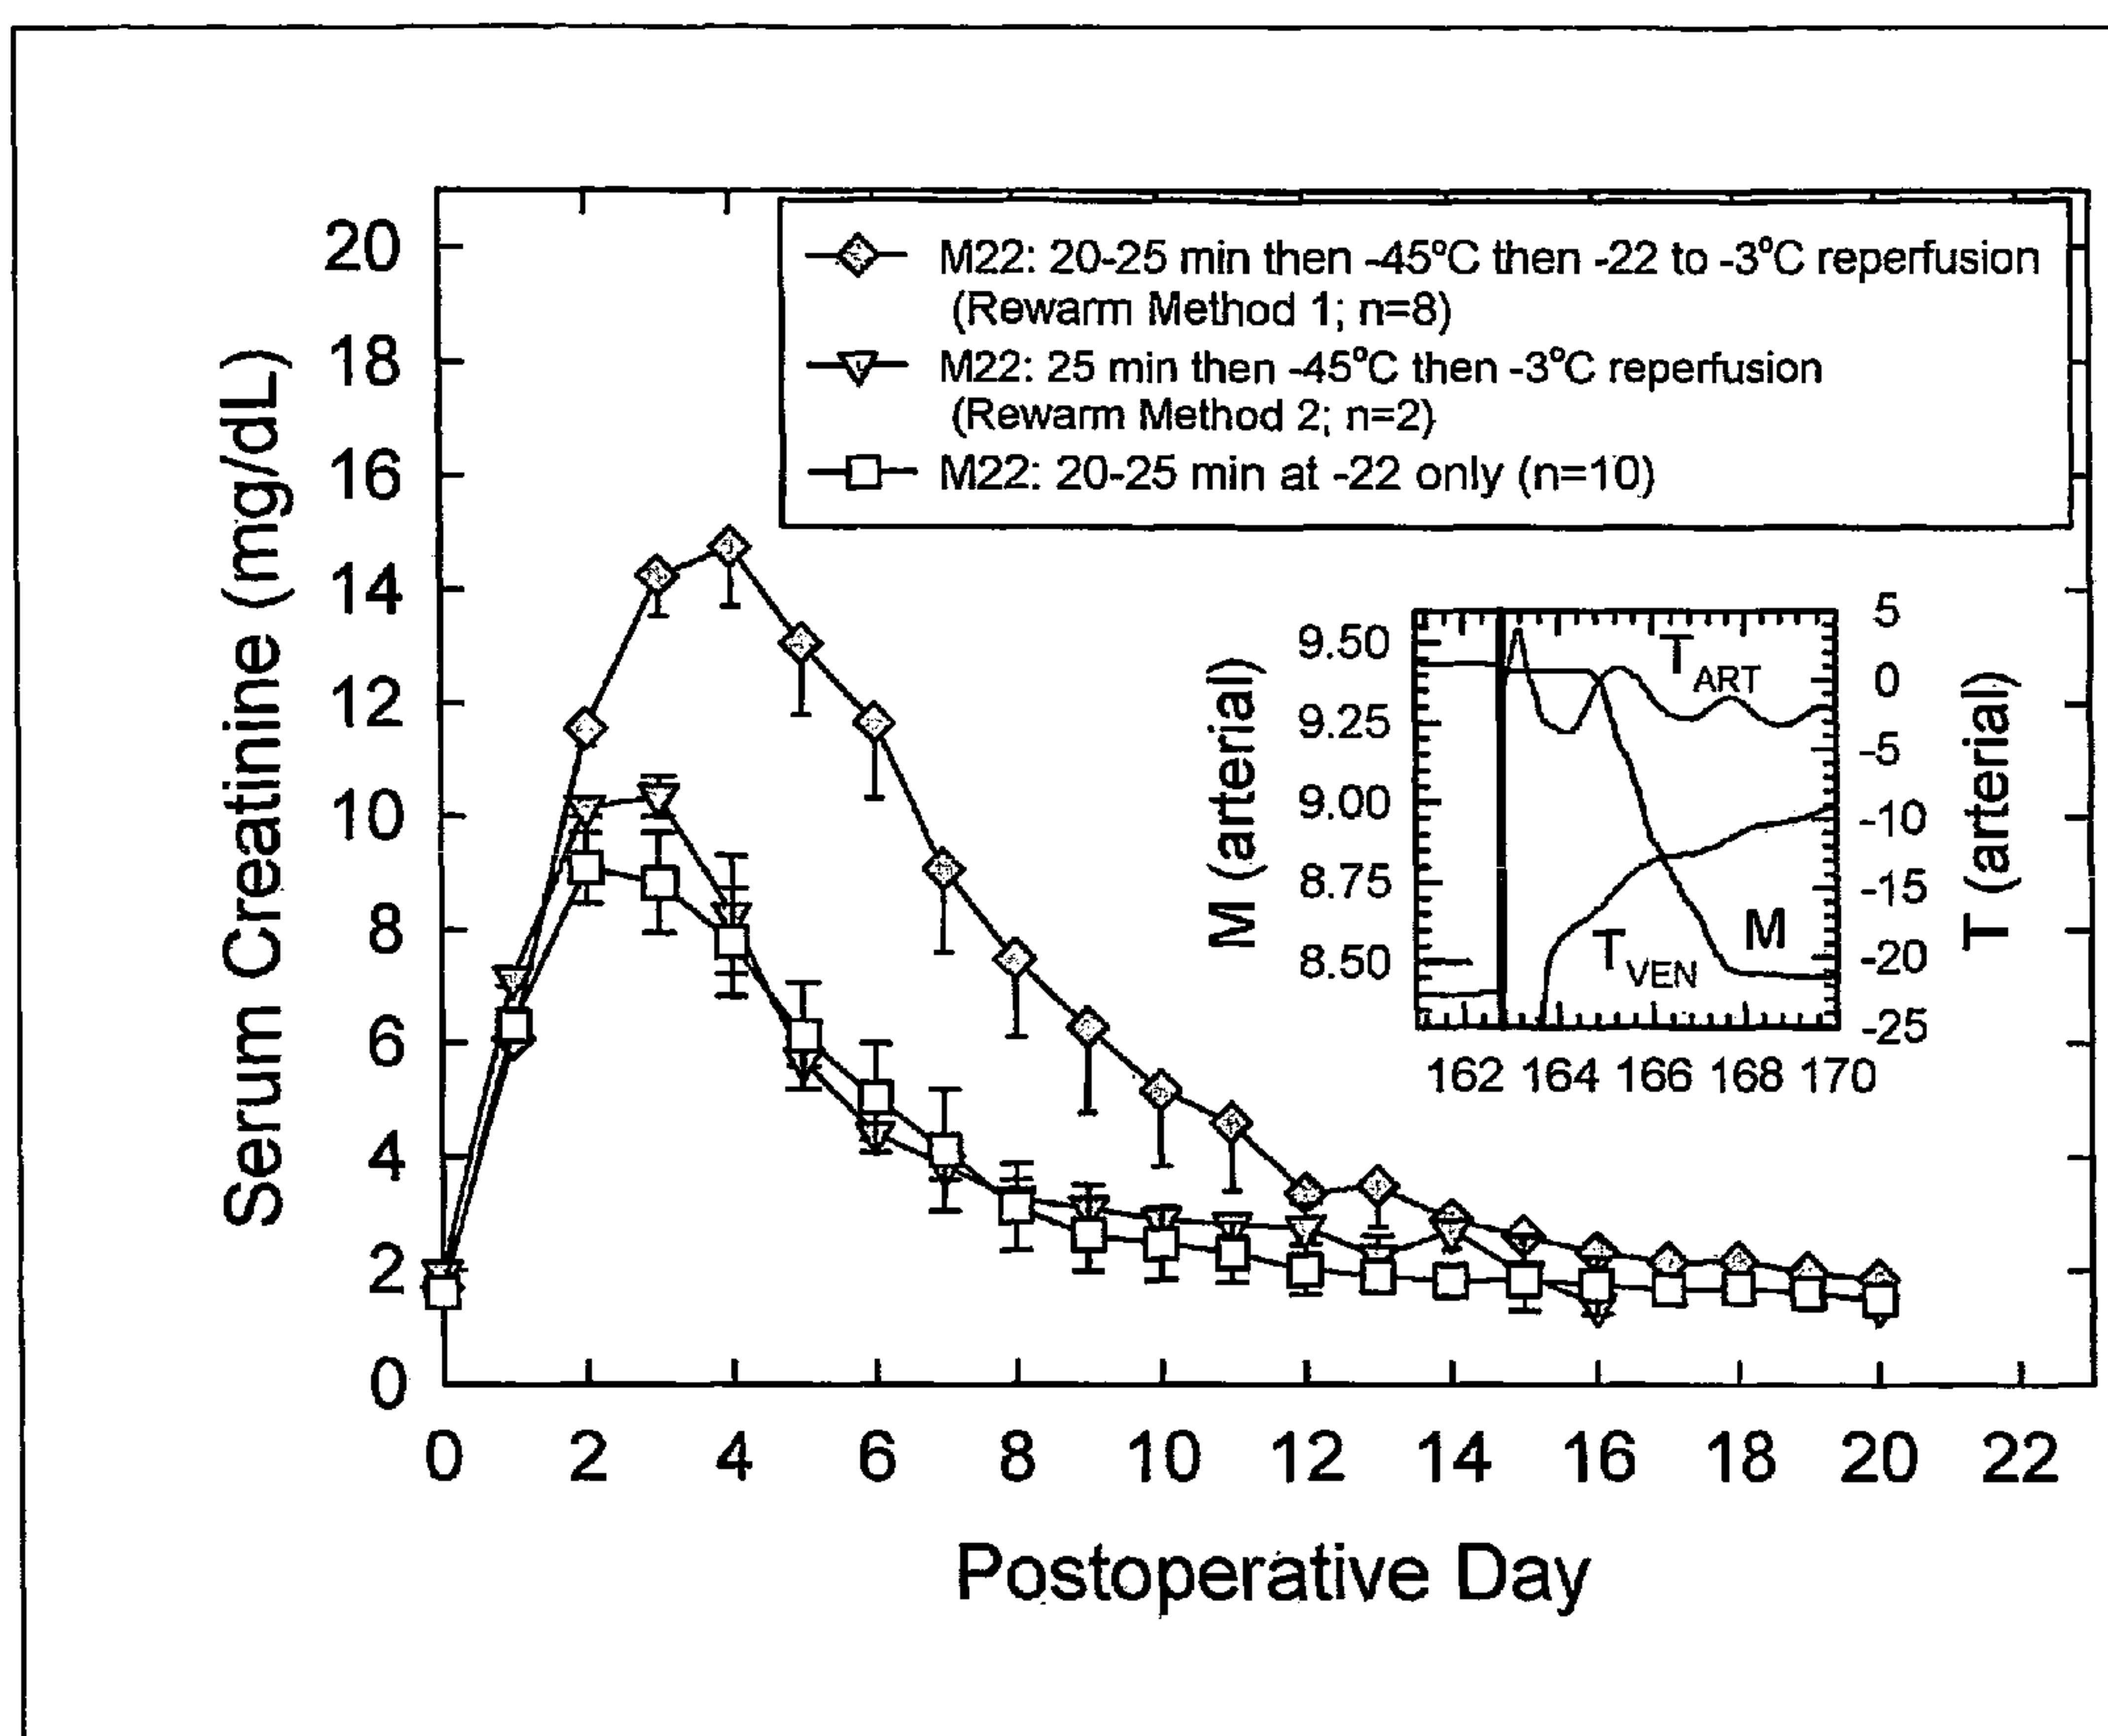 M22: 20-25 min then -45°C then -22 to -3°C reperfusion
(Rewarm Method 1; n=8)
M22: 25 min then -45°C then -3°C reperfusion
(Rewarm Method 2; n=2)
M22: 20-25 min at -22 only (n=10)
Serum Creatinine (mg/dL)
20
18
16
14
12
10
8
6
4
2
0
0 2 4 6 8 10 12 14 16 18 20 22
Postoperative Day
M (arterial)
9.50
9.25
9.00
8.75
8.50
T ART
T VEN
M
5
0
-5
-10
-15
-20
-25
T (arterial)
162 164 166 168 170